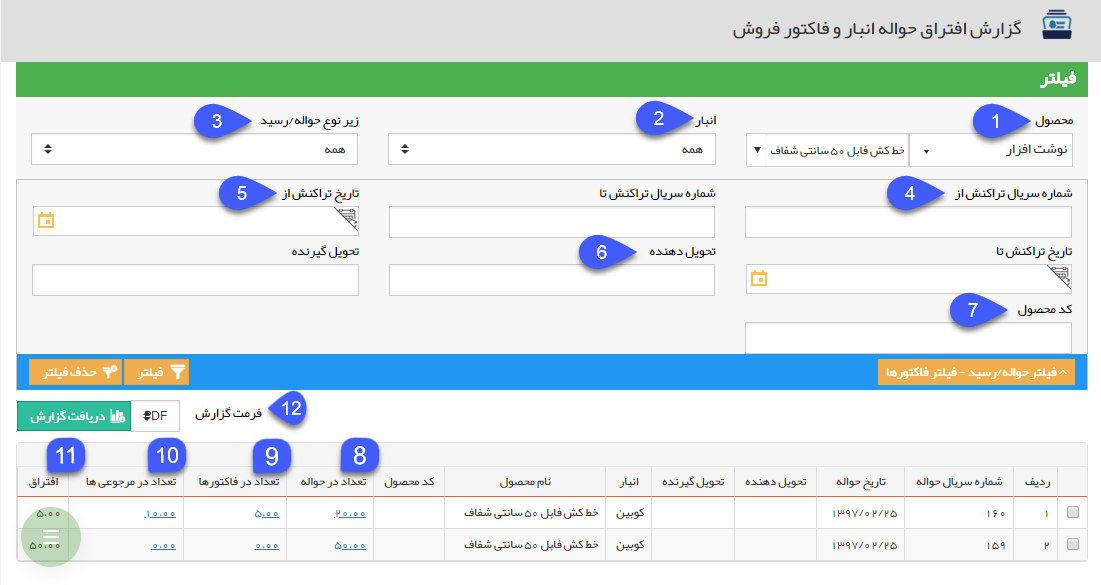 گزارش افتراق حواله انبار و فاکتور فروش
فیلتر
محصول 1 انبار 2 زیر نوع حواله/رسید 3
نوشت افزار خط کش فابل ۵۰ سانتی شفاف همه همه
شماره سریال تراکنش از 4 شماره سریال تراکنش تا تاریخ تراکنش از 5
تاریخ تراکنش تا تحویل دهنده 6 تحویل گیرنده
کد محصول 7
فیلتر حواله/رسید - فیلتر فاکتورها فیلتر حذف فیلتر
12 فرمت گزارش PDF دریافت گزارش
8 9 10 11
ردیف شماره سریال حواله تاریخ حواله تحویل دهنده تحویل گیرنده انبار نام محصول کد محصول تعداد در حواله تعداد در فاکتورها تعداد در مرجوعی ها افتراق
۱ ۱۶۰ ۱۳۹۷/۰۲/۲۵ کوبین خط کش فابل ۵۰ سانتی شفاف ۲۰.۰۰ ۵.۰۰ ۱۰.۰۰ ۵.۰۰
۲ ۱۵۹ ۱۳۹۷/۰۲/۲۵ کوبین خط کش فابل ۵۰ سانتی شفاف ۵۰.۰۰ ۰.۰۰ ۰.۰۰ ۵۰.۰۰